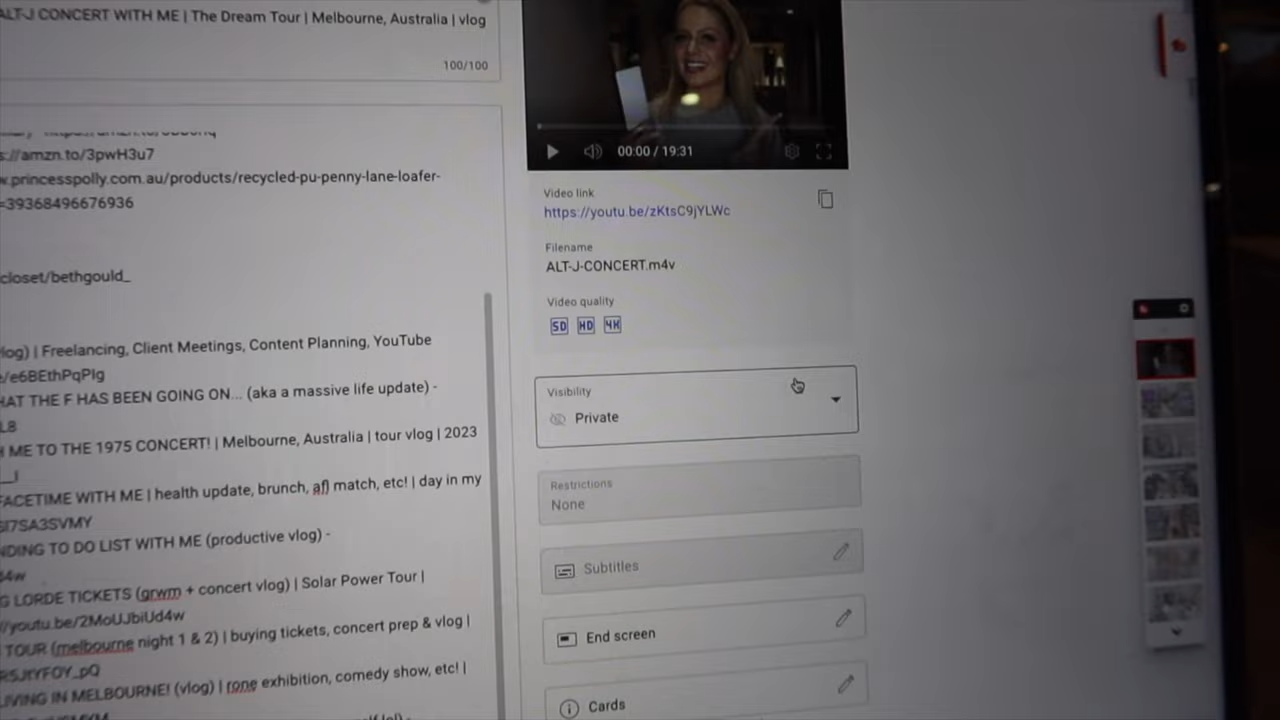 ALT-J CONCERT WITH ME | The Dream Tour | Melbourne, Australia | vlog
100/100
s://amzn.to/3pwH3u7
w.princesspolly.com.au/products/recycled-pu-penny-lane-loafer-
=39368496676936
closet/bethgould_
log) | Freelancing, Client Meetings, Content Planning, YouTube
/e6BEthPqPIg
HAT THE F HAS BEEN GOING ON... (aka a massive life update) -
L8
H ME TO THE 1975 CONCERT! | Melbourne, Australia | tour vlog | 2023
FACETIME WITH ME | health update, brunch, afl match, etc! | day in my
SI7SA3SVMY
NDING TO DO LIST WITH ME (productive vlog) -
4w
G LORDE TICKETS (grwm + concert vlog) | Solar Power Tour |
//youtu.be/2MoUJbiUd4w
TOUR (melbourne night 1 & 2) | buying tickets, concert prep & vlog |
R5JtYFOY_pQ
LIVING IN MELBOURNE! (vlog) | rone exhibition, comedy show, etc! |
00:00 / 19:31
Video link
https://youtu.be/zKtsC9jYLWc
Filename
ALT-J-CONCERT.m4v
Video quality
SD HD 4K
Visibility
Private
Restrictions
None
Subtitles
End screen
Cards